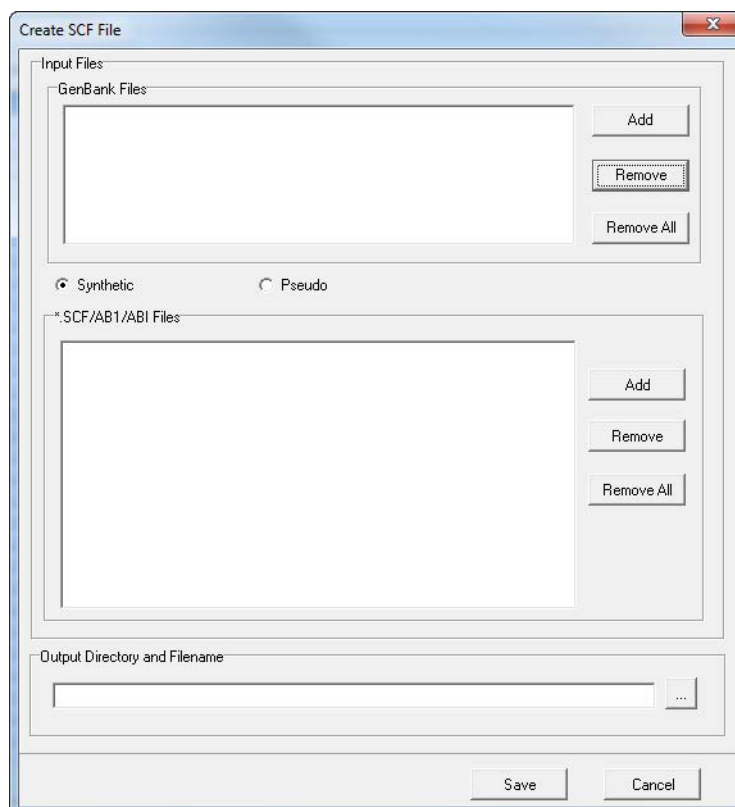 Create SCF File
Input Files
GenBank Files
Add
Remove
Remove All
Synthetic
Pseudo
*.SCF/AB1/ABI Files
Add
Remove
Remove All
Output Directory and Filename
...
Save
Cancel